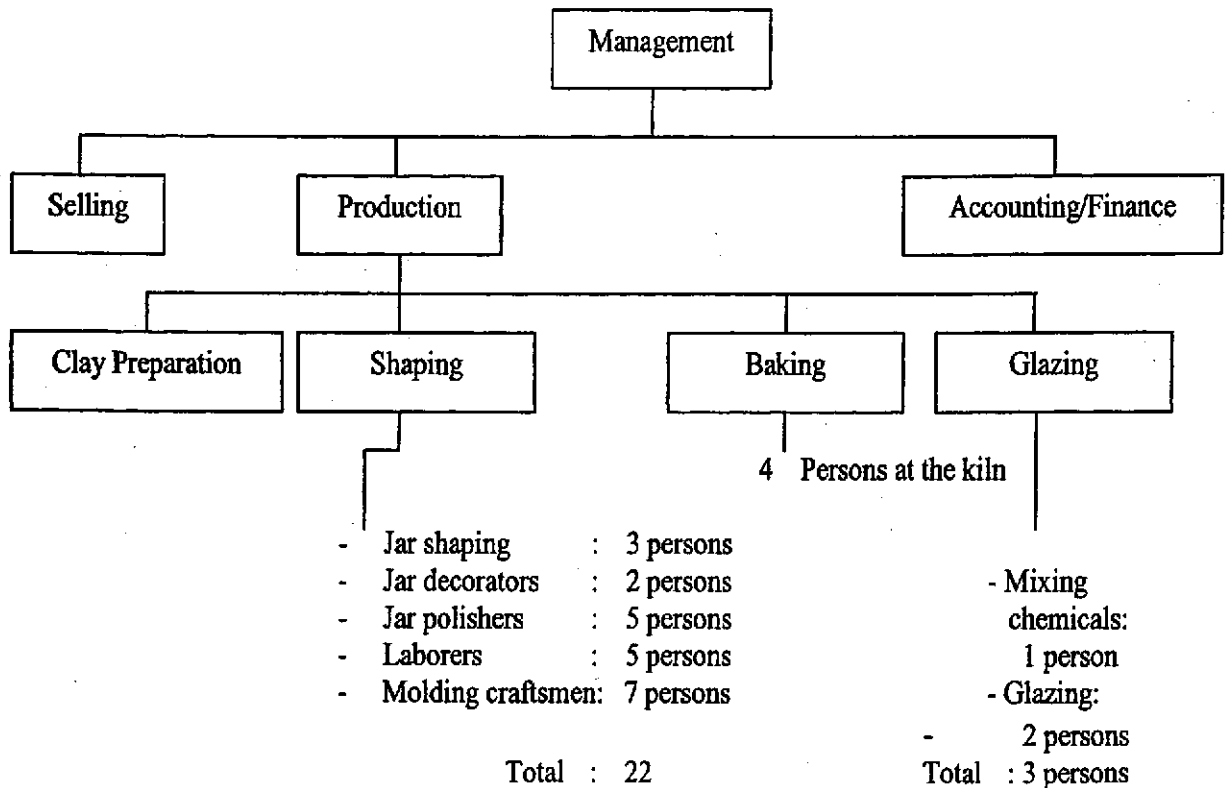 Management
Selling
Production
Accounting/Finance
Clay Preparation
Shaping
Baking
Glazing
4 Persons at the kiln
- Jar shaping : 3 persons
- Jar decorators : 2 persons
- Jar polishers : 5 persons
- Laborers : 5 persons
- Molding craftsmen: 7 persons
Total : 22
- Mixing
chemicals:
1 person
- Glazing:
- 2 persons
Total : 3 persons